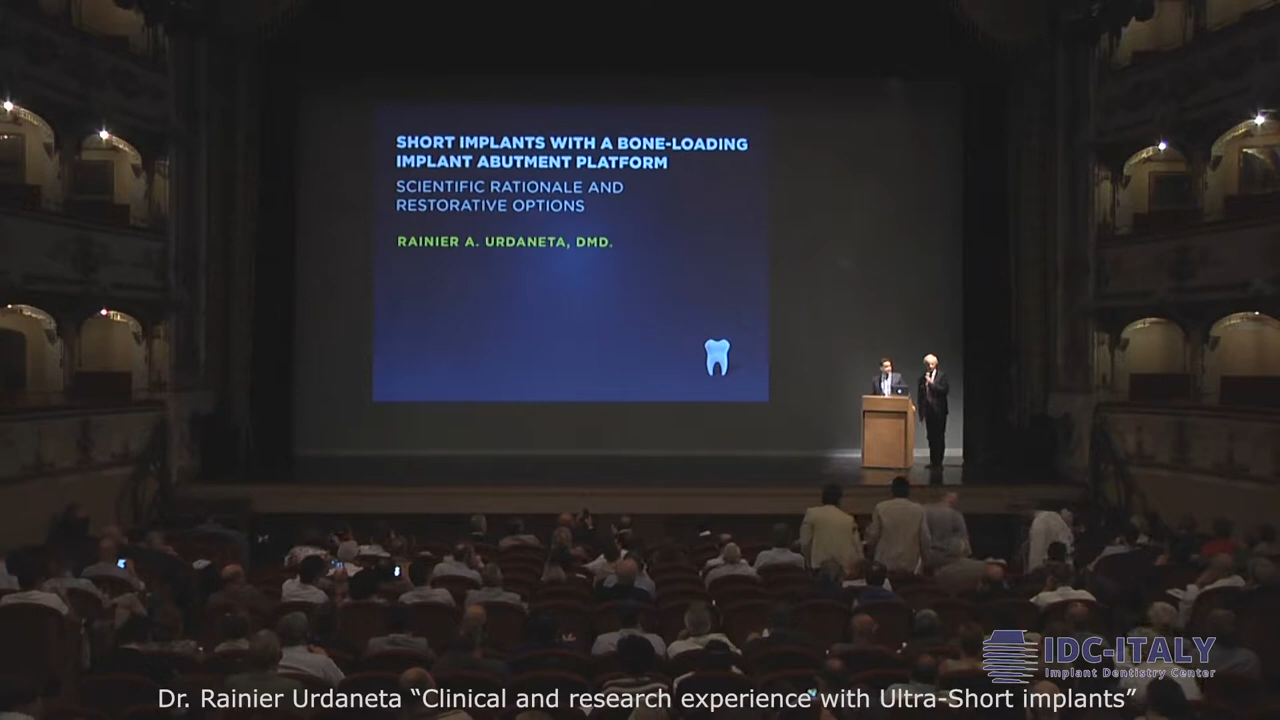 SHORT IMPLANTS WITH A BONE-LOADING
IMPLANT ABUTMENT PLATFORM
SCIENTIFIC RATIONALE AND
RESTORATIVE OPTIONS
RAINIER A. URDANETA, DMD.
IDC-ITALY
Implant Dentistry Center
Dr. Rainier Urdaneta “Clinical and research experience with Ultra-Short implants”